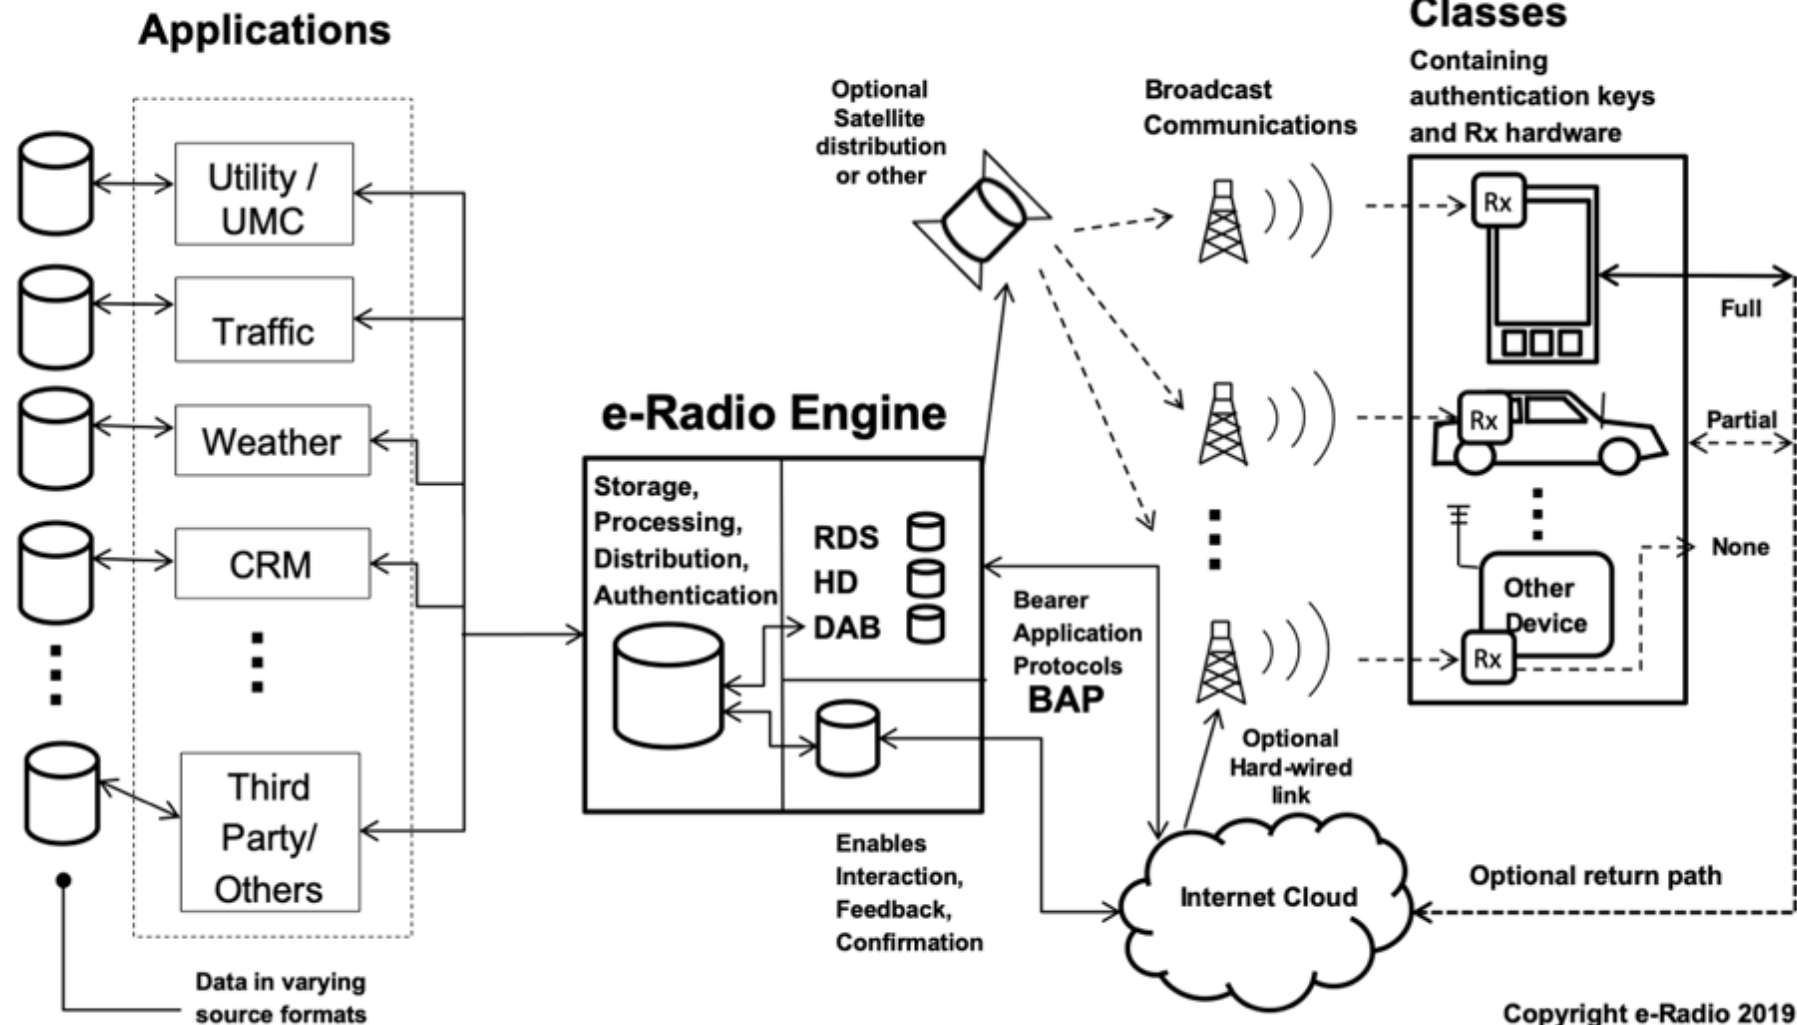 Applications
Utility /
UMC
Traffic
Weather
CRM
Third
Party/
Others
Data in varying
source formats
e-Radio Engine
Storage,
Processing,
Distribution,
Authentication
RDS
HD
DAB
Enables
Interaction,
Feedback,
Confirmation
Optional
Satellite
distribution
or other
Broadcast
Communications
Bearer
Application
Protocols
BAP
Optional
Hard-wired
link
Internet Cloud
Classes
Containing
authentication keys
and Rx hardware
Rx
Full
Rx
Partial
Other
Device
Rx
None
Optional return path
Copyright e-Radio 2019